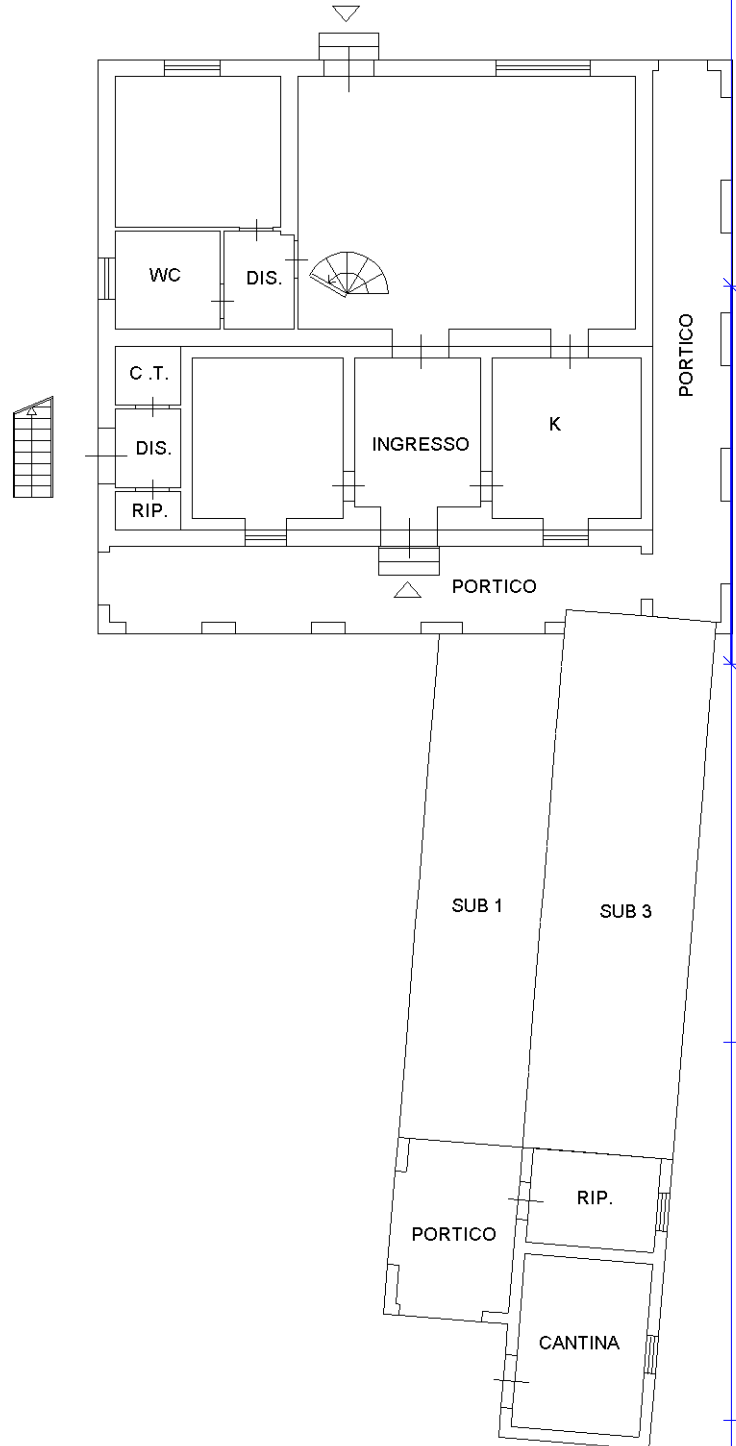 WC
DIS.
PORTICO
C .T.
DIS.
RIP.
INGRESSO
K
PORTICO
SUB 1
SUB 3
RIP.
PORTICO
CANTINA